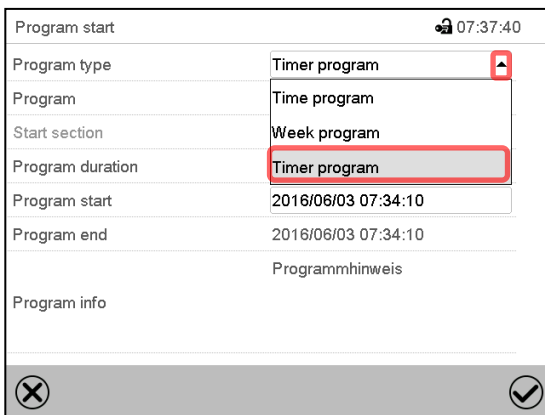 Program start 07:37:40
Program type Timer program
Program Time program
Start section Week program
Program duration Timer program
Program start 2016/06/03 07:34:10
Program end 2016/06/03 07:34:10
Programmhinweis
Program info